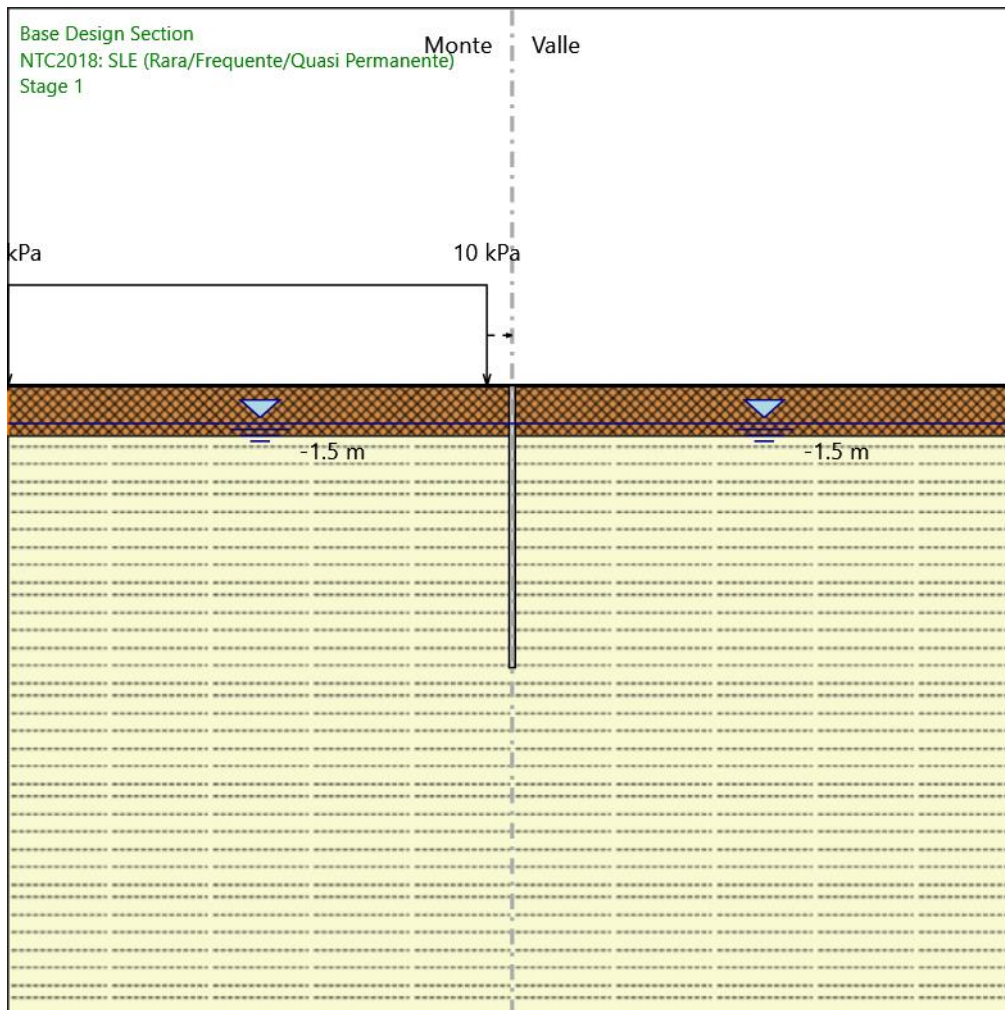 Base Design Section
Monte
Valle
NTC2018: SLE (Rara/Frequente/Quasi Permanente)
Stage 1
kPa
10 kPa
-1.5 m
-1.5 m